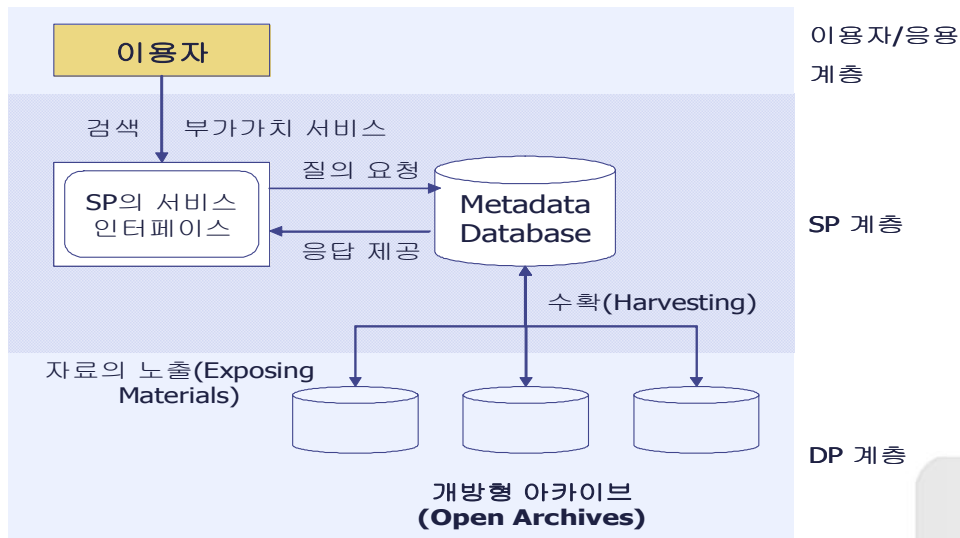 이용자
이용자/응용
계층
검색
부가가치 서비스
질의 요청
SP의 서비스
인터페이스
Metadata
Database
응답 제공
SP 계층
수확(Harvesting)
자료의 노출(Exposing
Materials)
DP 계층
개방형 아카이브
(Open Archives)